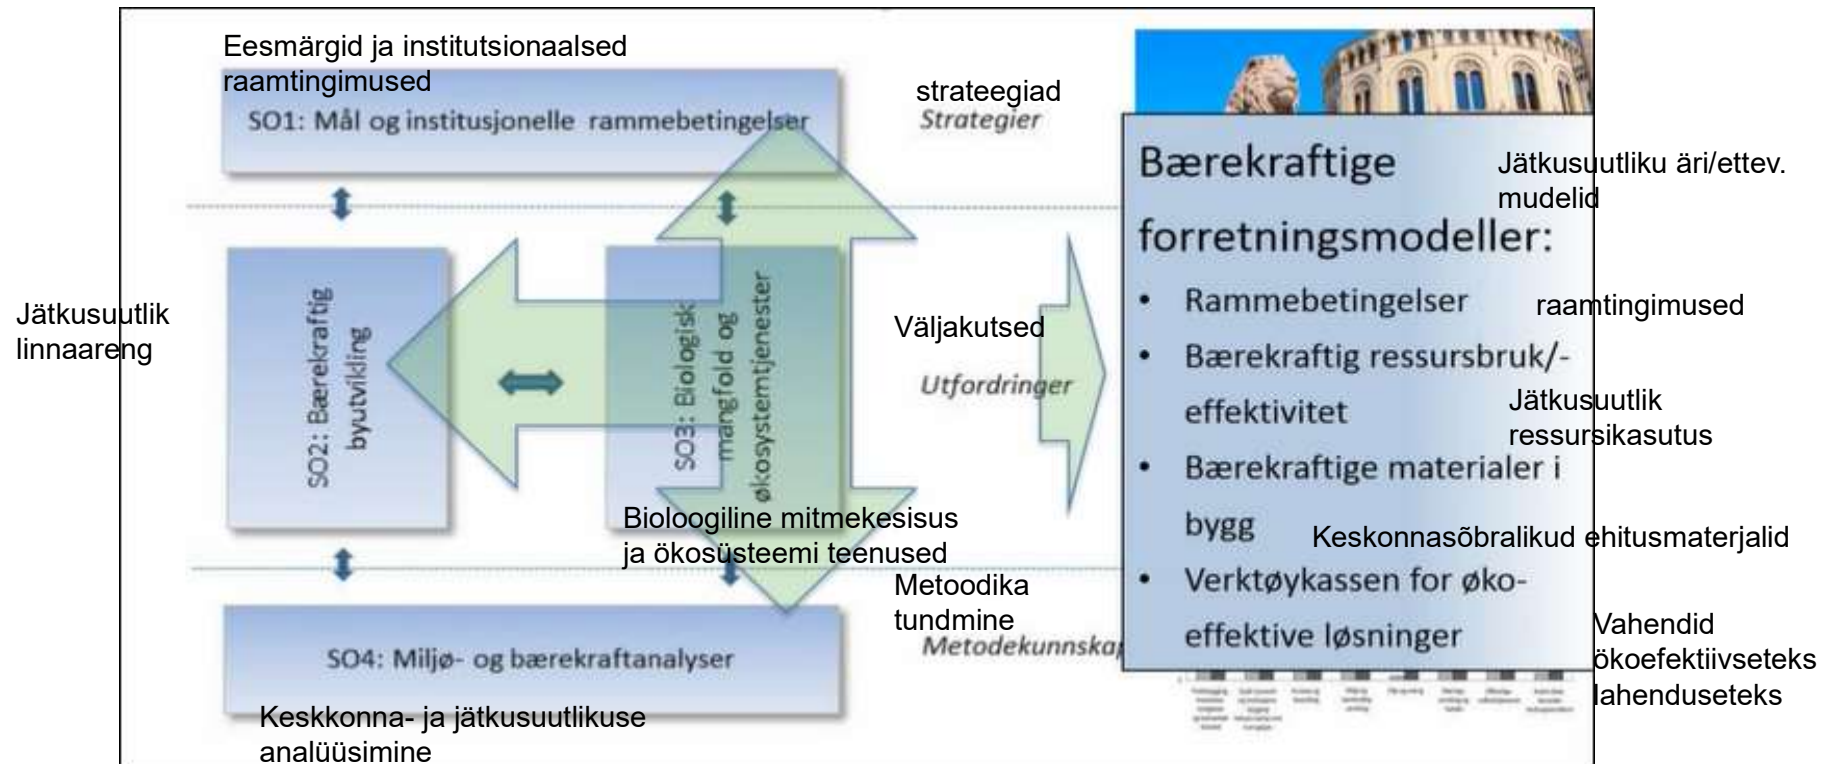 Eesmärgid ja institutsionaalsed
raamtingimused
SO1: Mål og institusjonelle rammebetingelser
strateegiad
Strategier
Jätkusuutlik
linnaareng
SO2: Bærekraftig
byutvikling
SO3: Biologisk
mangfold og
økosystemtjenester
Bioloogiline mitmekesisus
ja ökosüsteemi teenused
Väljakutsed
Utfordringer
Metoodika
tundmine
Metodekunnskap
SO4: Miljø- og bærekraftanalyser
Keskkonna- ja jätkusuutlikuse
analüüsimine
Bærekraftige
forretningsmodeller:
Jätkusuutliku äri/ettev.
mudelid
• Rammebetingelser
raamtingimused
• Bærekraftig ressursbruk/-
effektivitet
Jätkusuutlik
ressursikasutus
• Bærekraftige materialer i
bygg
Keskonnasõbralikud ehitusmaterjalid
• Verktøykassen for øko-
effektive løsninger
Vahendid
ökoefektiivseteks
lahenduseteks